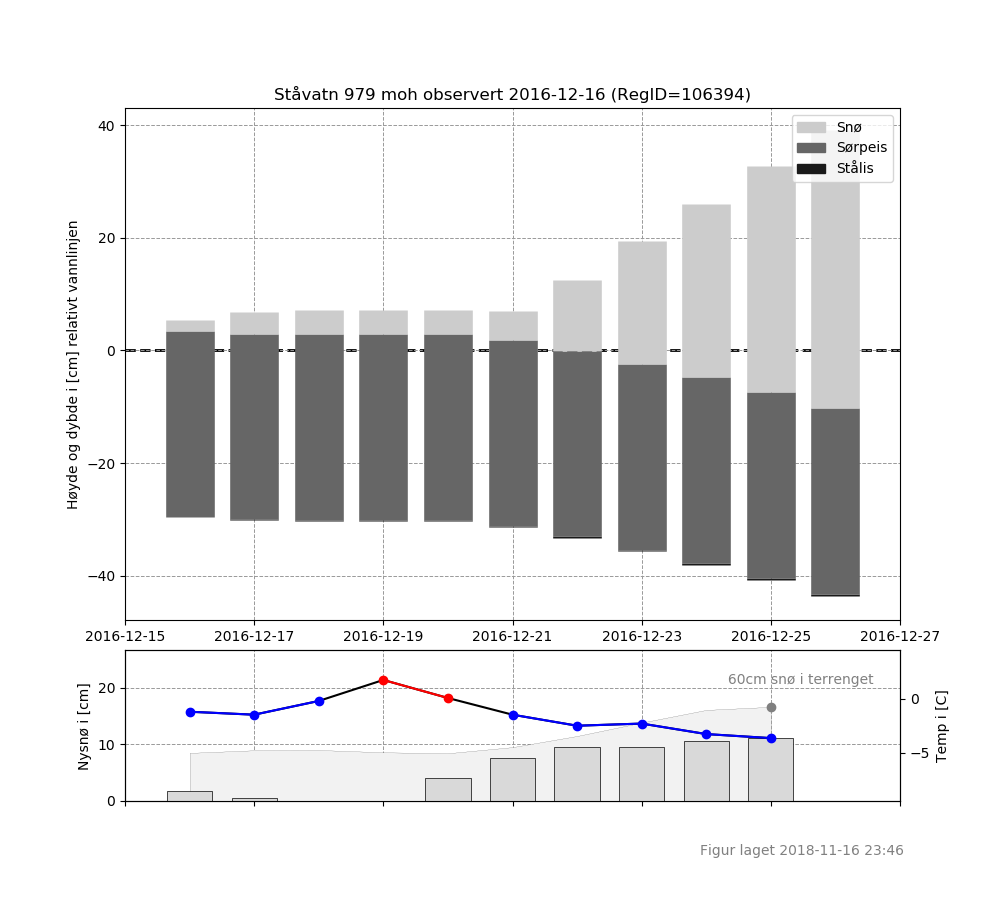 Ståvatn 979 moh observert 2016-12-16 (RegID=106394)
Høyde og dybde i [cm] relativt vannlinjen
40
20
0
−20
−40
Snø
Sørpeis
Stålis
2016-12-15 2016-12-17 2016-12-19 2016-12-21 2016-12-23 2016-12-25 2016-12-27
Nysnø i [cm]
20
10
0
60cm snø i terrenget
0
−5
Temp i [C]
Figur laget 2018-11-16 23:46